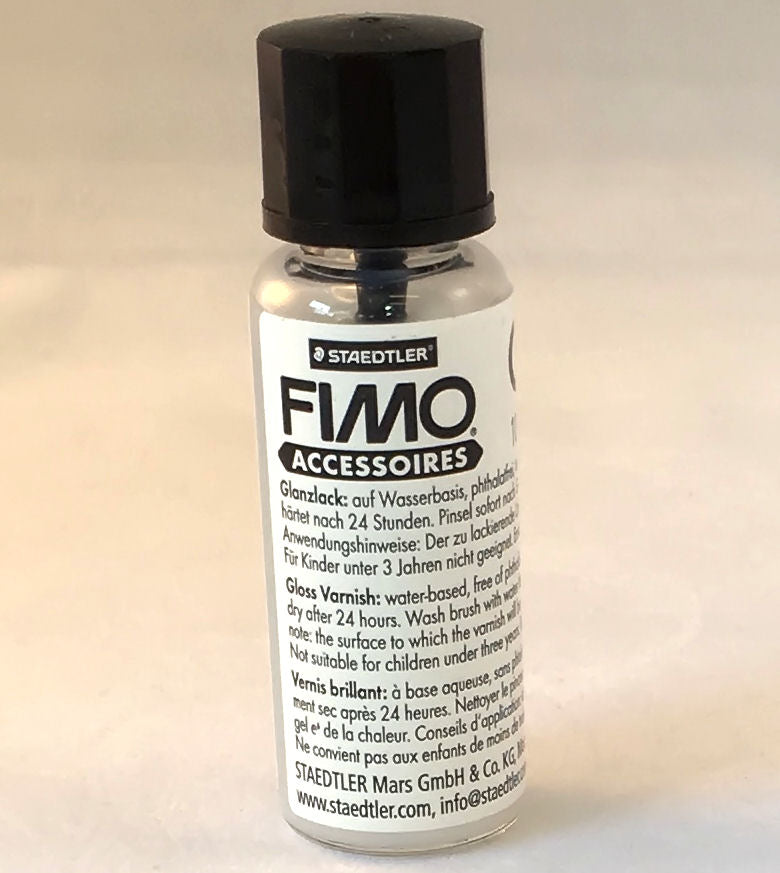 STAEDTLER®
FIMO®
ACCESSOIRES
Glanzlack: auf Wasserbasis, phthalatfrei,
härtet nach 24 Stunden. Pinsel sofort nach
Anwendungshinweise: Der zu lackierende
Für Kinder unter 3 Jahren nicht geeignet.
Gloss Varnish: water-based, free of
dry after 24 hours. Wash brush with water
note: the surface to which the varnish will
Not suitable for children under three years.
Vernis brillant: à base aqueuse, sans
ment sec après 24 heures. Nettoyer le
gel et de la chaleur. Conseils d'application
Ne convient pas aux enfants de moins de
STAEDTLER Mars GmbH & Co. KG,
www.staedtler.com, info@staedtler